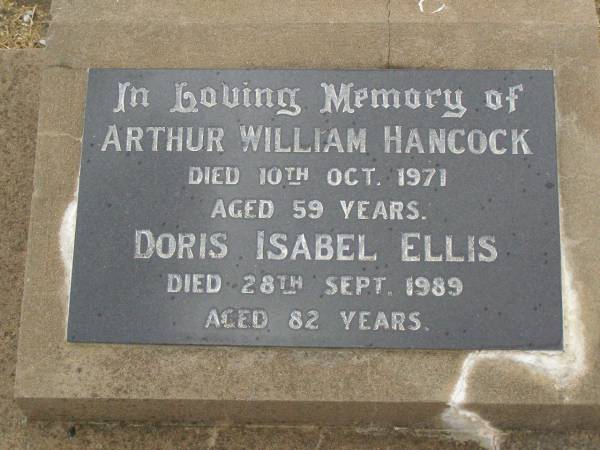 In Loving Memory of
ARTHUR WILLIAM HANCOCK
DIED 10TH OCT. 1971
AGED 59 YEARS.
DORIS ISABEL ELLIS
DIED 28TH SEPT. 1989
AGED 82 YEARS.